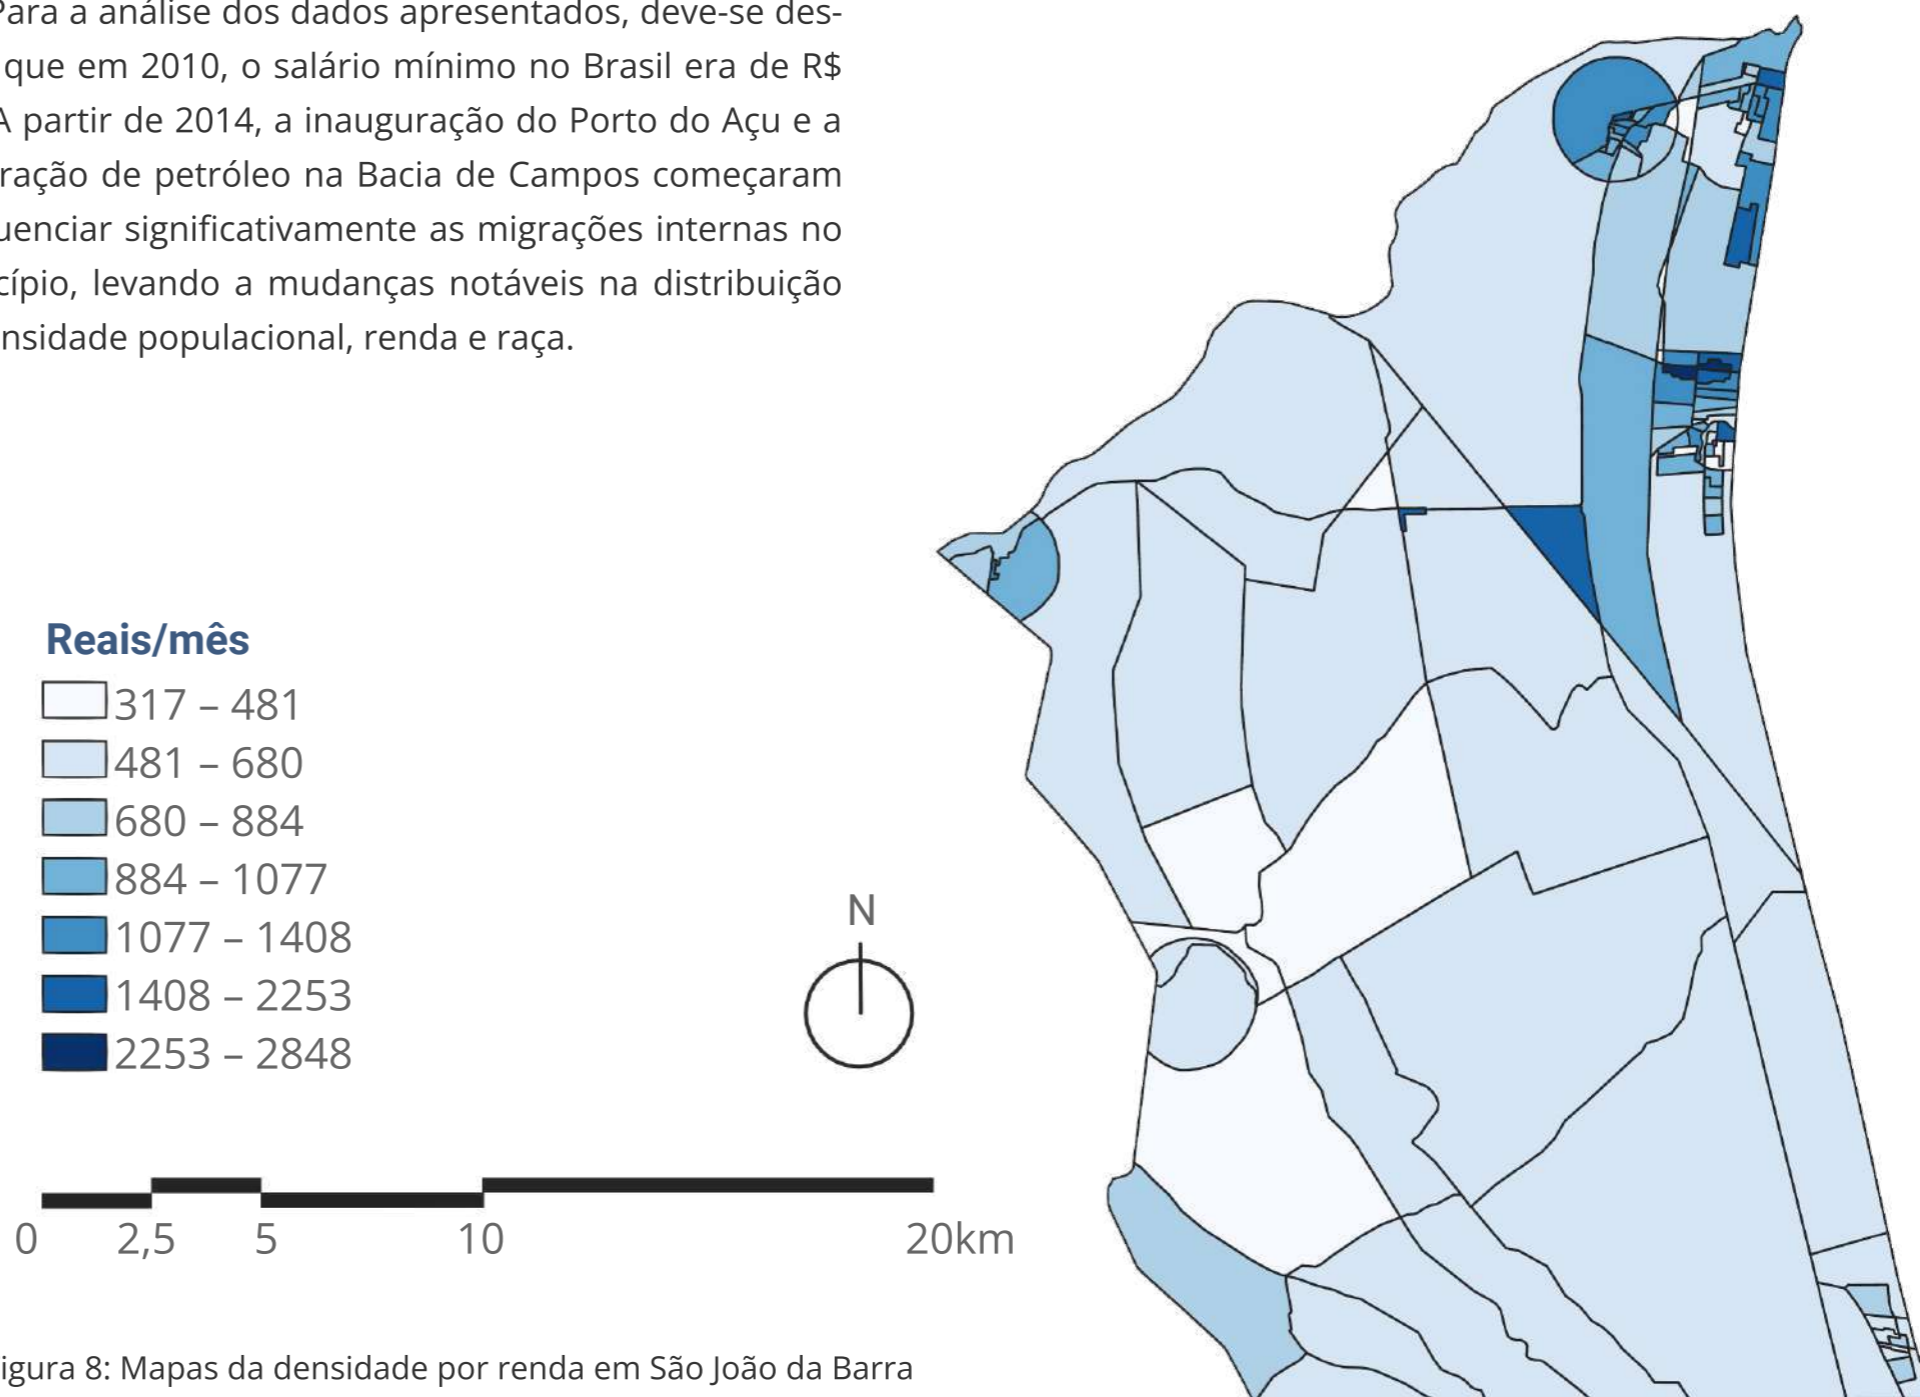 Para a análise dos dados apresentados, deve-se des-
que em 2010, o salário mínimo no Brasil era de R$
A partir de 2014, a inauguração do Porto do Açu e a
ração de petróleo na Bacia de Campos começaram
uenciar significativamente as migrações internas no
cípio, levando a mudanças notáveis na distribuição
nsidade populacional, renda e raça.
Reais/mês
317 – 481
481 – 680
680 – 884
884 – 1077
1077 – 1408
1408 – 2253
2253 – 2848
N
0 2,5 5 10 20km
igura 8: Mapas da densidade por renda em São João da Barra